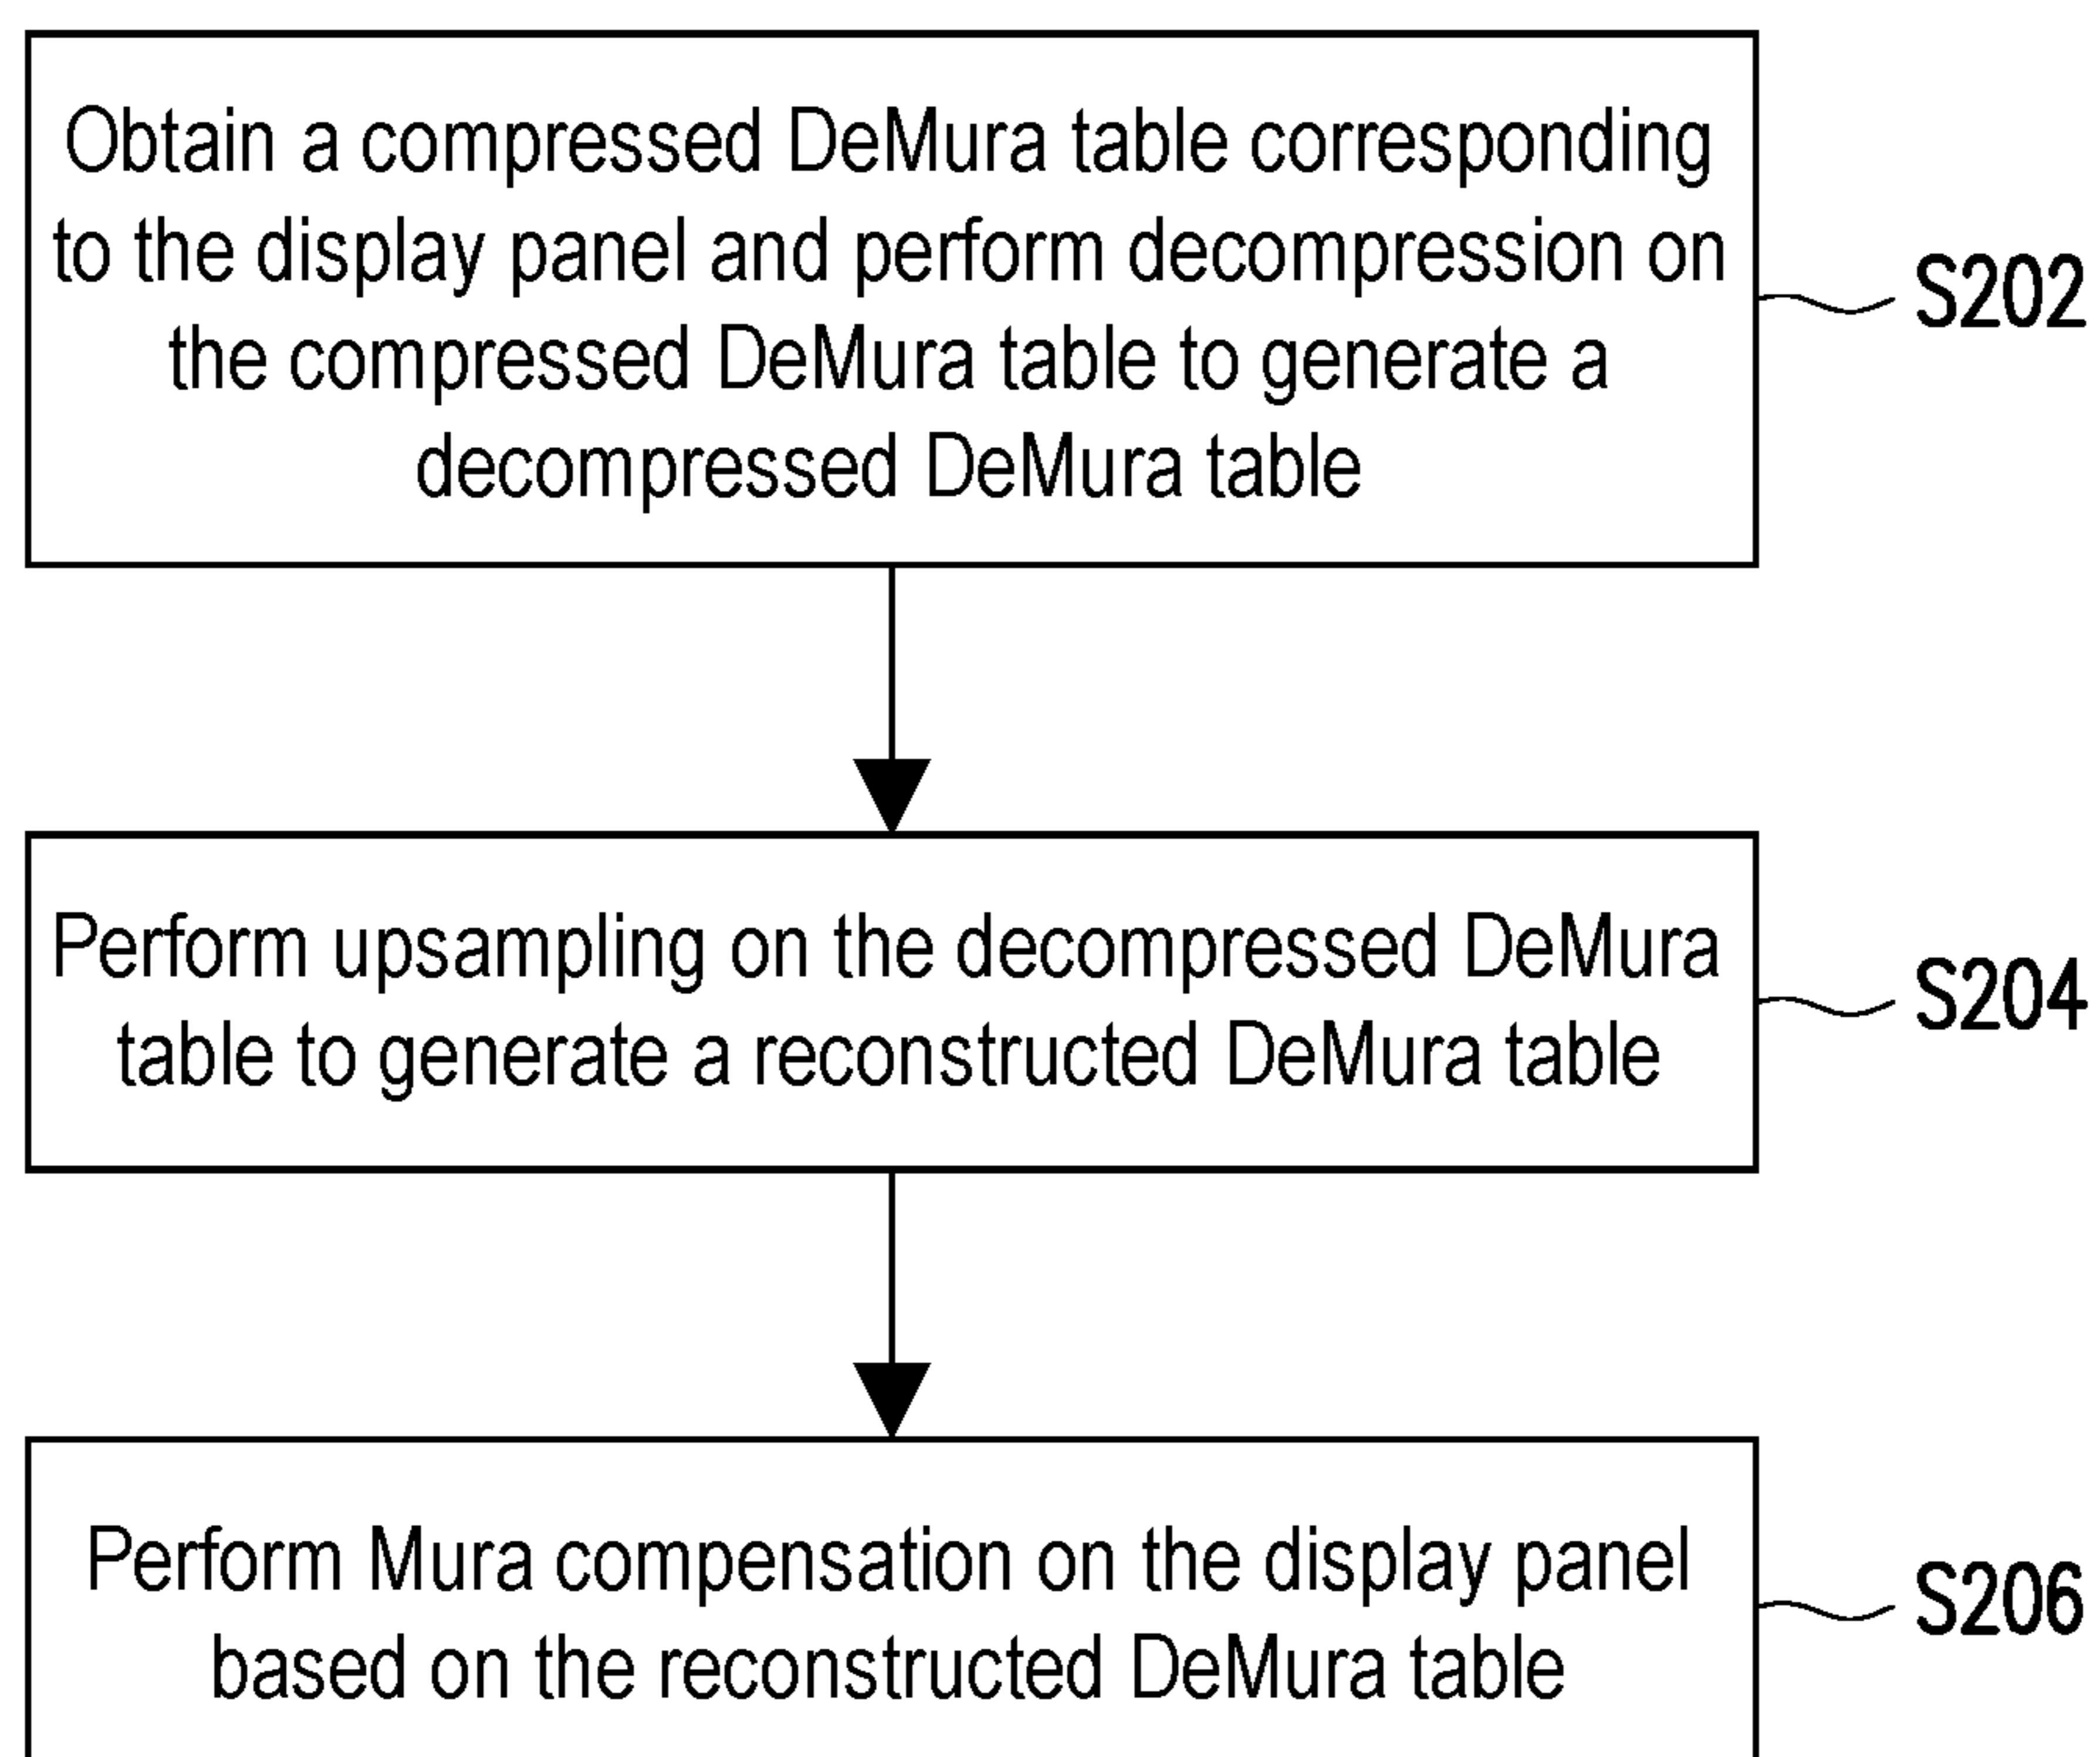 Obtain a compressed DeMura table corresponding
to the display panel and perform decompression on
the compressed DeMura table to generate a
decompressed DeMura table
S202
Perform upsampling on the decompressed DeMura
table to generate a reconstructed DeMura table
S204
Perform Mura compensation on the display panel
based on the reconstructed DeMura table
S206